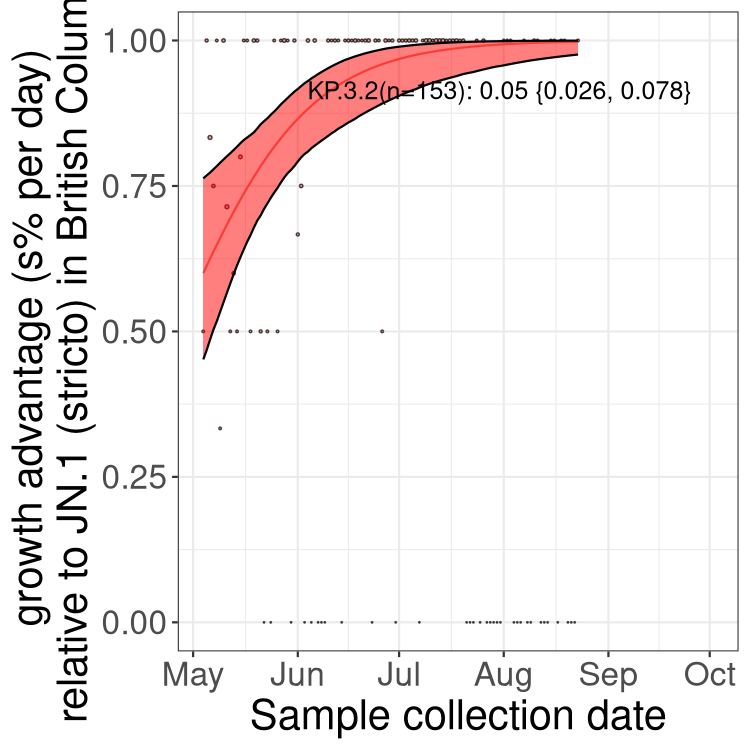 growth advantage (s% per day)
relative to JN.1 (stricto) in British Colum
1.00
0.75
0.50
0.25
0.00
KP.3.2(n=153): 0.05 {0.026, 0.078}
May Jun Jul Aug Sep Oct
Sample collection date